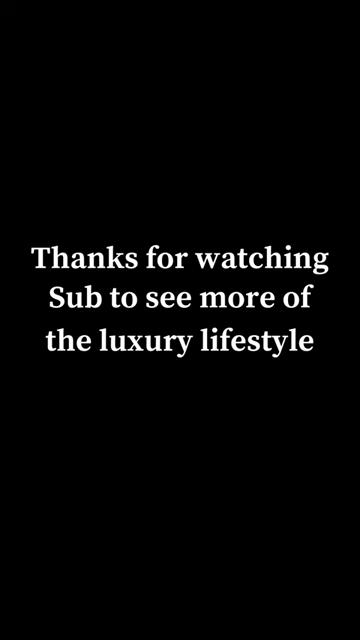 Thanks for watching
Sub to see more of
the luxury lifestyle